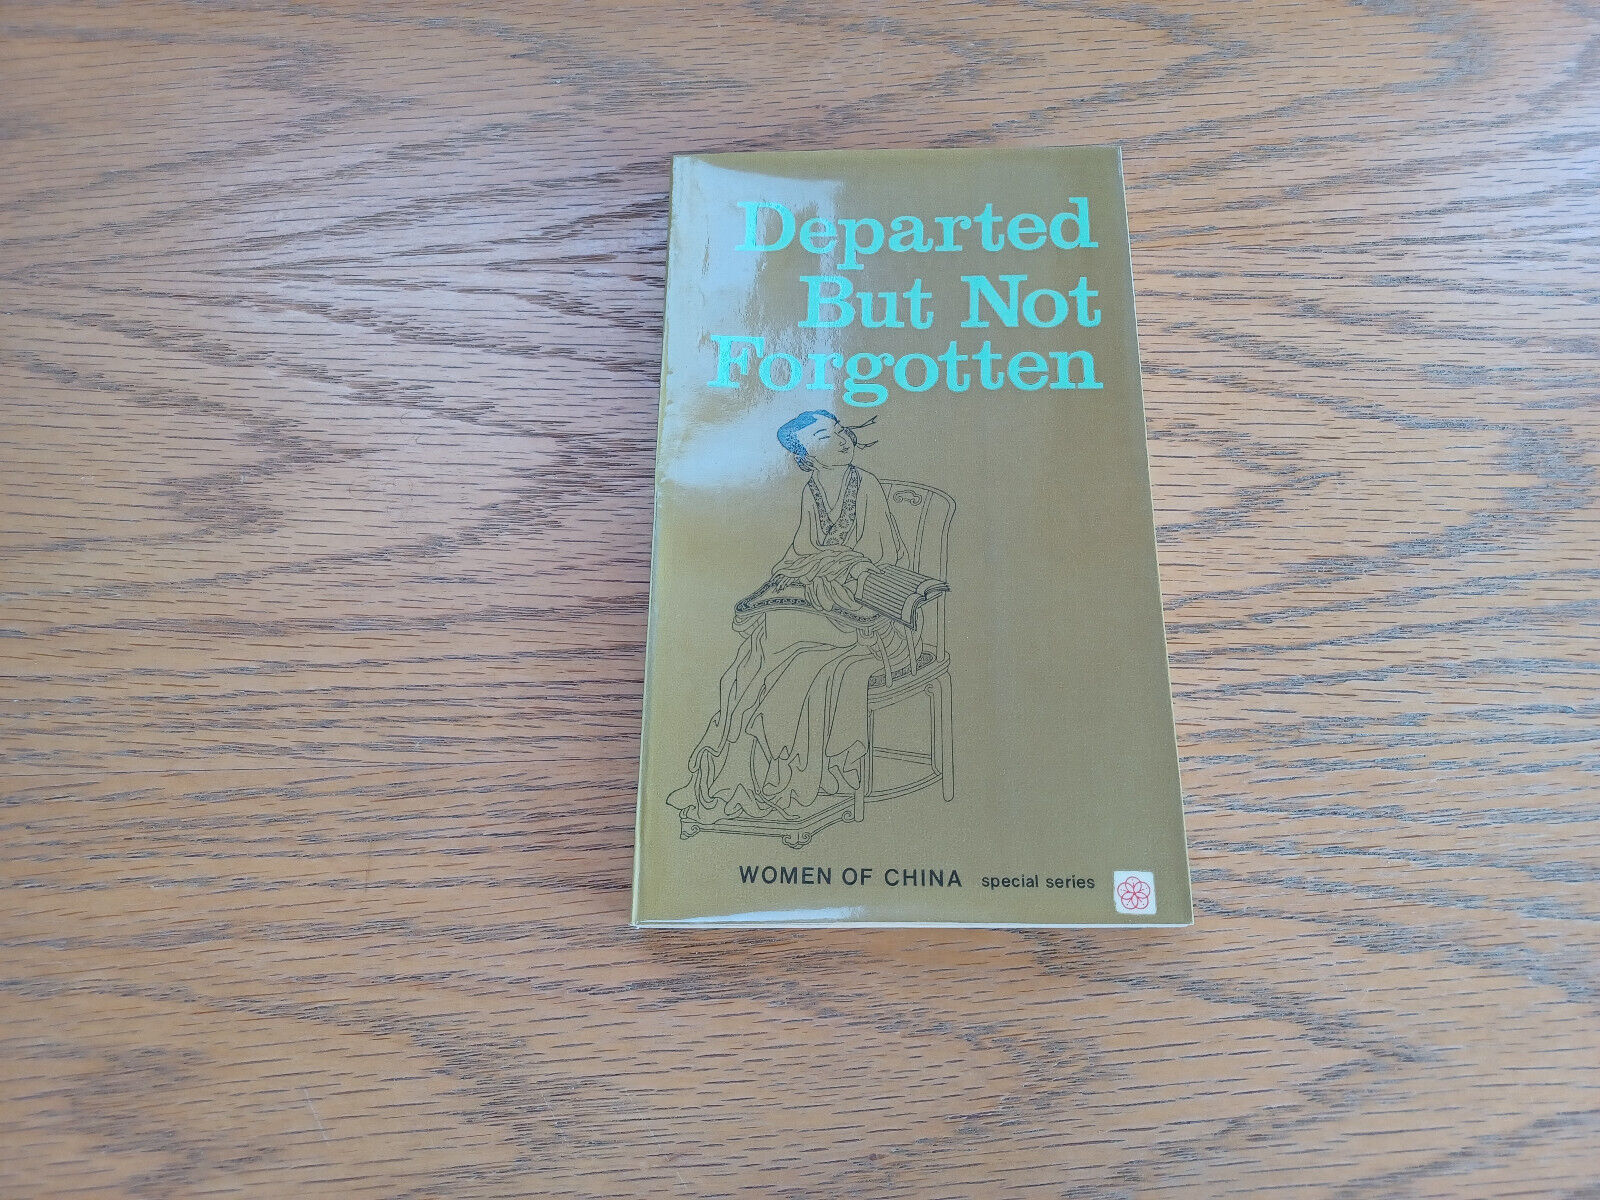 Departed
But Not
Forgotten
WOMEN OF CHINA special series